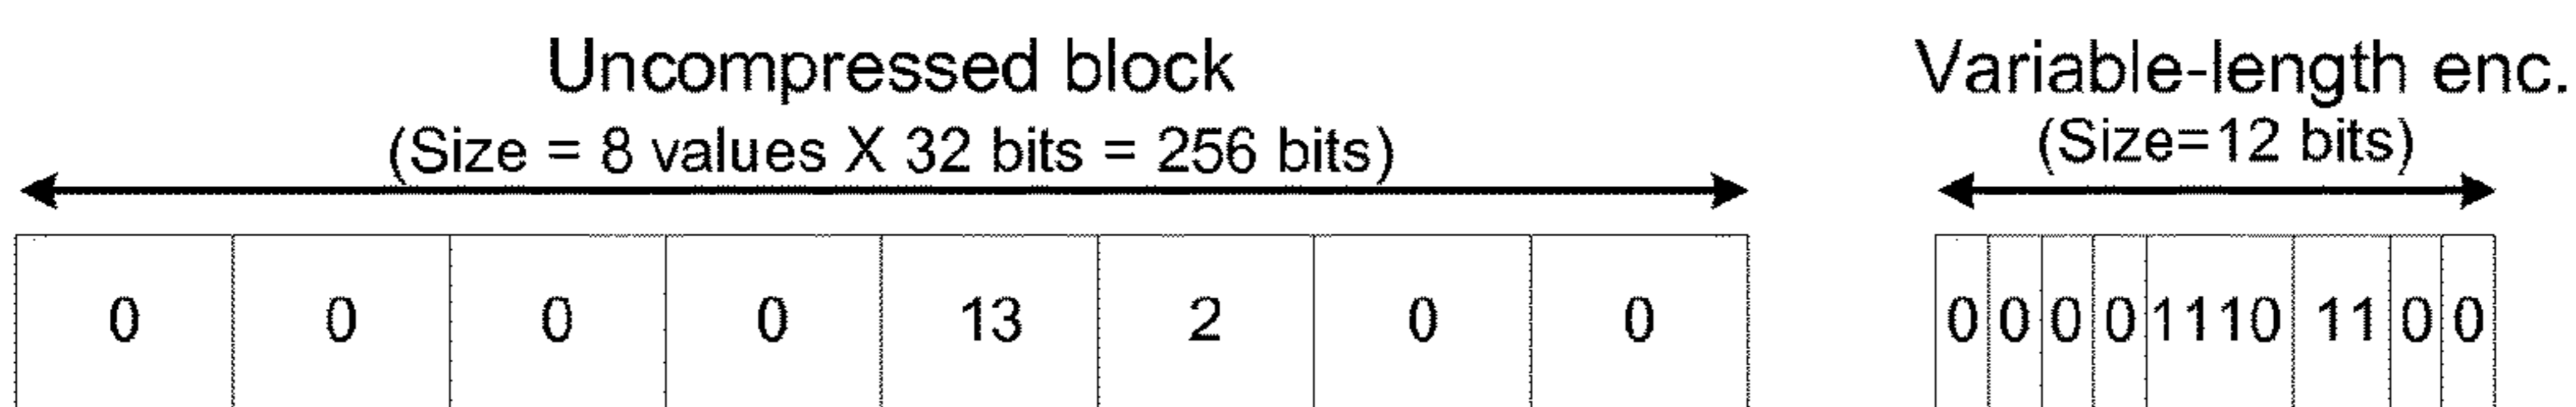 Uncompressed block
(Size = 8 values X 32 bits = 256 bits)
Variable-length enc.
(Size=12 bits)
0 0 0 0 13 2 0 0
0 0 0 0 1110 11 0 0